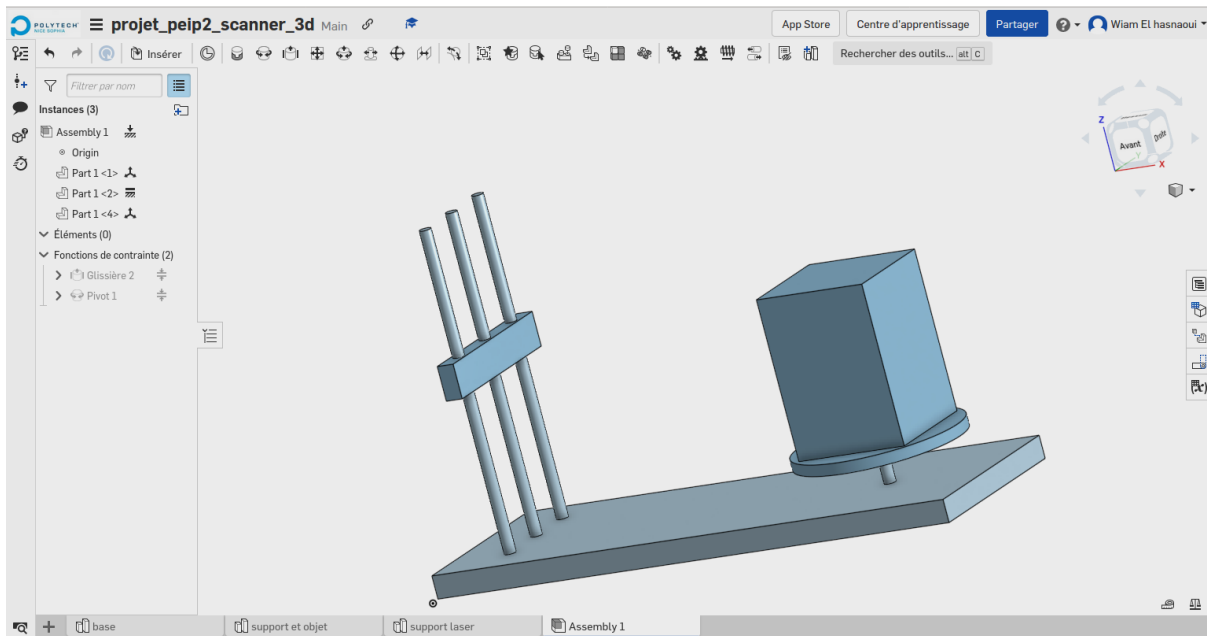 POLYTECH
NICE SOPHIA
projet_peip2_scanner_3d Main
App Store
Centre d'apprentissage
Partager
Wiam El hasnaoui
Insérer
Rechercher des outils... alt C
Filtrer par nom
Instances (3)
Assembly 1
Origin
Part 1 <1>
Part 1 <2>
Part 1 <4>
Éléments (0)
Fonctions de contrainte (2)
Glissière 2
Pivot 1
Z
Avant
Droite
Y
X
(x)
base
support et objet
support laser
Assembly 1